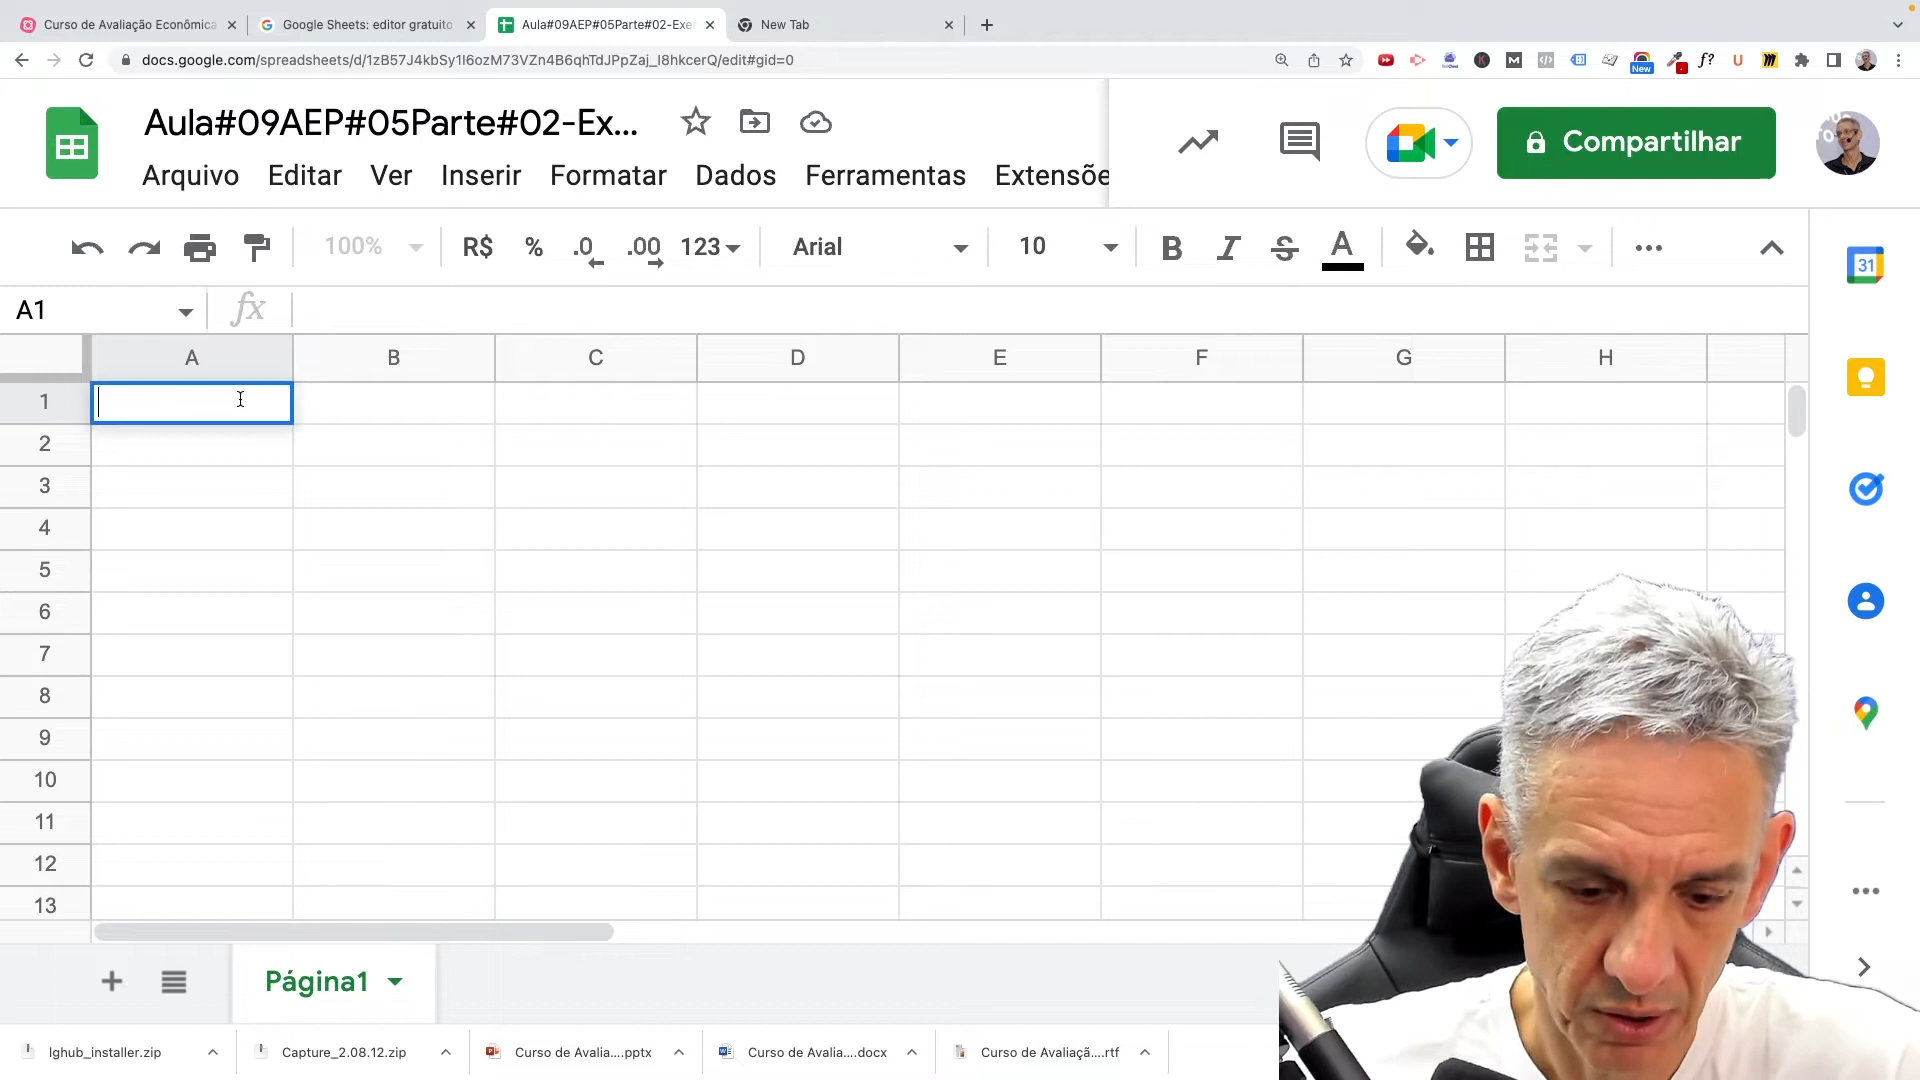 Curso de Avaliação Econômica
Google Sheets: editor gratuito
Aula#09AEP#05Parte#02-Exe
New Tab
docs.google.com/spreadsheets/d/1zB57J4kbSy1I6ozM73VZn4B6qhTdJPpZaj_I8hkcerQ/edit#gid=0
New
Aula#09AEP#05Parte#02-Ex...
Compartilhar
Arquivo Editar Ver Inserir Formatar Dados Ferramentas Extensõe
100% R$ % .0 .00 123 Arial 10 B I S A
31
A1 fx
A B C D E F G H
1
2
3
4
5
6
7
8
9
10
11
12
13
Página1
lghub_installer.zip
Capture_2.08.12.zip
Curso de Avalia....pptx
Curso de Avalia....docx
Curso de Avaliaçã....rtf